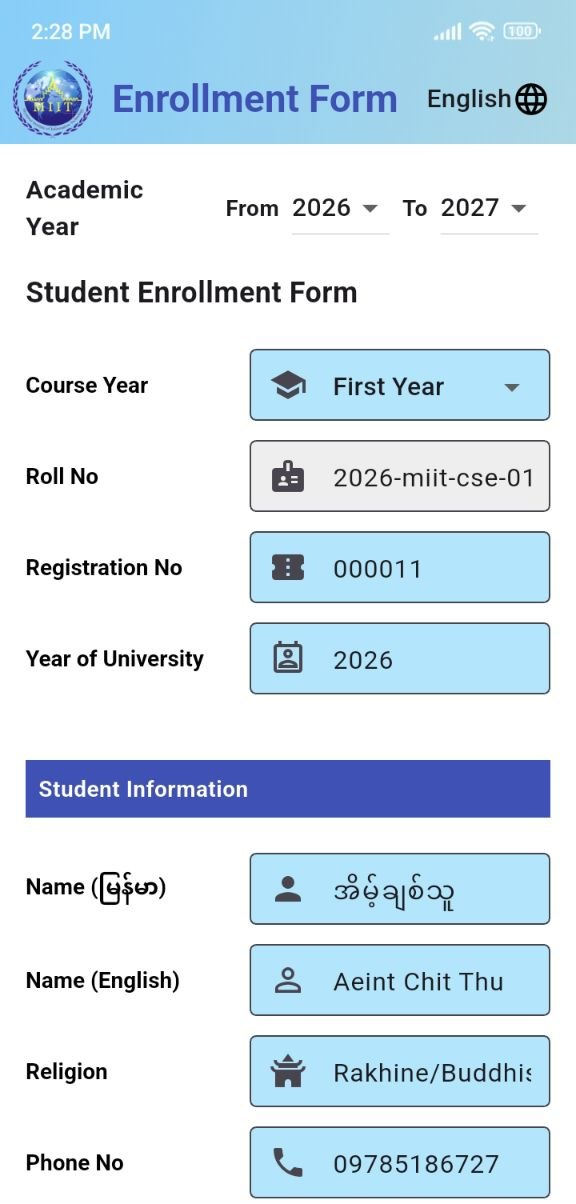 2:28 PM
100
MIIT
Enrollment Form
English
Academic
Year
From 2026 To 2027
Student Enrollment Form
Course Year First Year
Roll No 2026-miit-cse-01
Registration No 000011
Year of University 2026
Student Information
Name (မြန်မာ) အိမ့်ချစ်သူ
Name (English) Aeint Chit Thu
Religion Rakhine/Buddhis
Phone No 09785186727